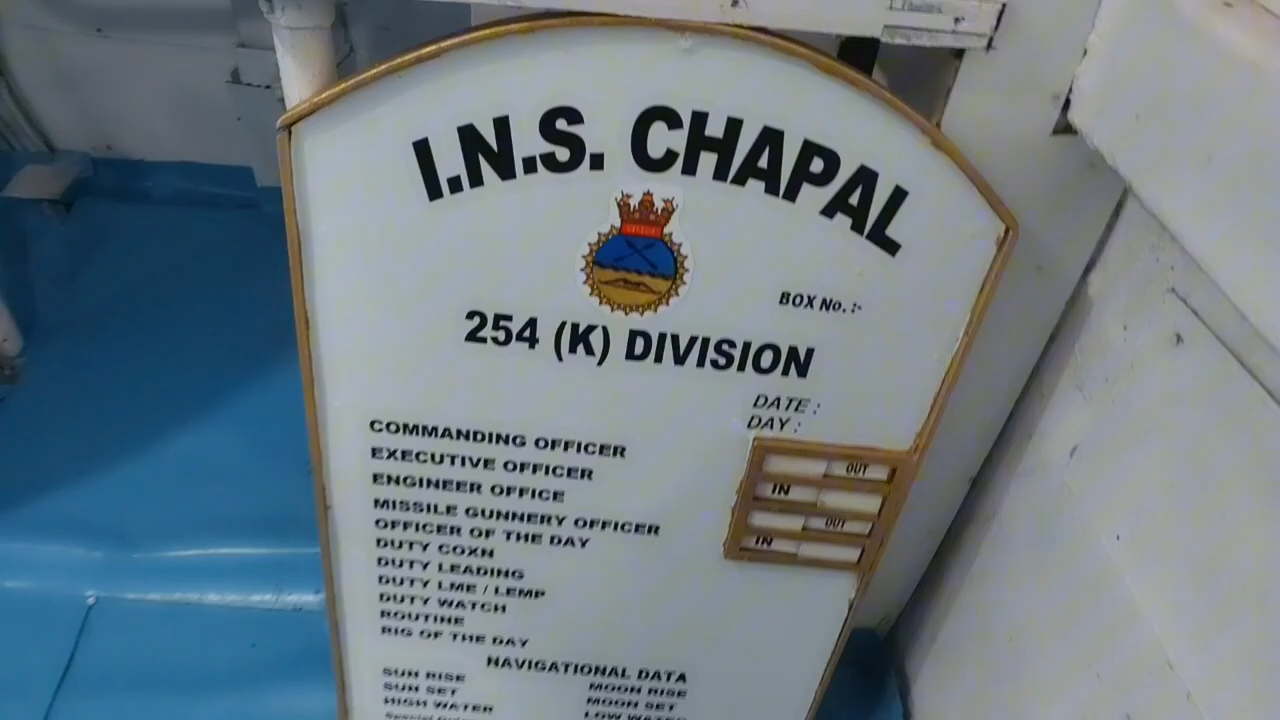 I.N.S. CHAPAL
BOX No. :-
254 (K) DIVISION
DATE :
DAY :
COMMANDING OFFICER
EXECUTIVE OFFICER
ENGINEER OFFICE
MISSILE GUNNERY OFFICER
OFFICER OF THE DAY
DUTY COXN
DUTY LEADING
DUTY LME / LEMP
DUTY WATCH
ROUTINE
RIG OF THE DAY
OUT
IN
OUT
IN
NAVIGATIONAL DATA
SUN RISE
MOON RISE
SUN SET
MOON SET
HIGH WATER
LOW WATER